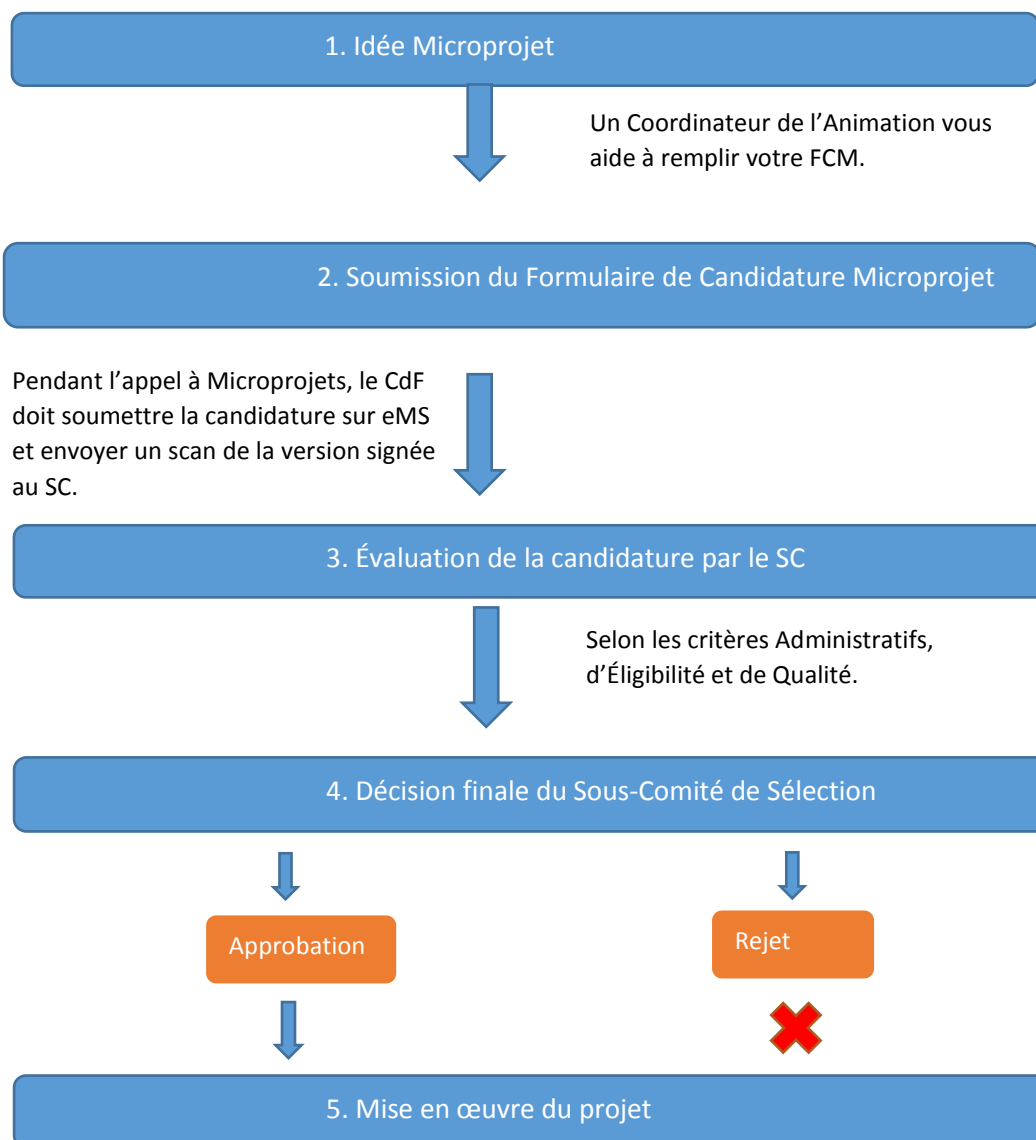 1. Idée Microprojet
Un Coordinateur de l’Animation vous
aide à remplir votre FCM.
2. Soumission du Formulaire de Candidature Microprojet
Pendant l’appel à Microprojets, le CdF
doit soumettre la candidature sur eMS
et envoyer un scan de la version signée
au SC.
3. Évaluation de la candidature par le SC
Selon les critères Administratifs,
d’Éligibilité et de Qualité.
4. Décision finale du Sous-Comité de Sélection
Approbation
Rejet
5. Mise en œuvre du projet